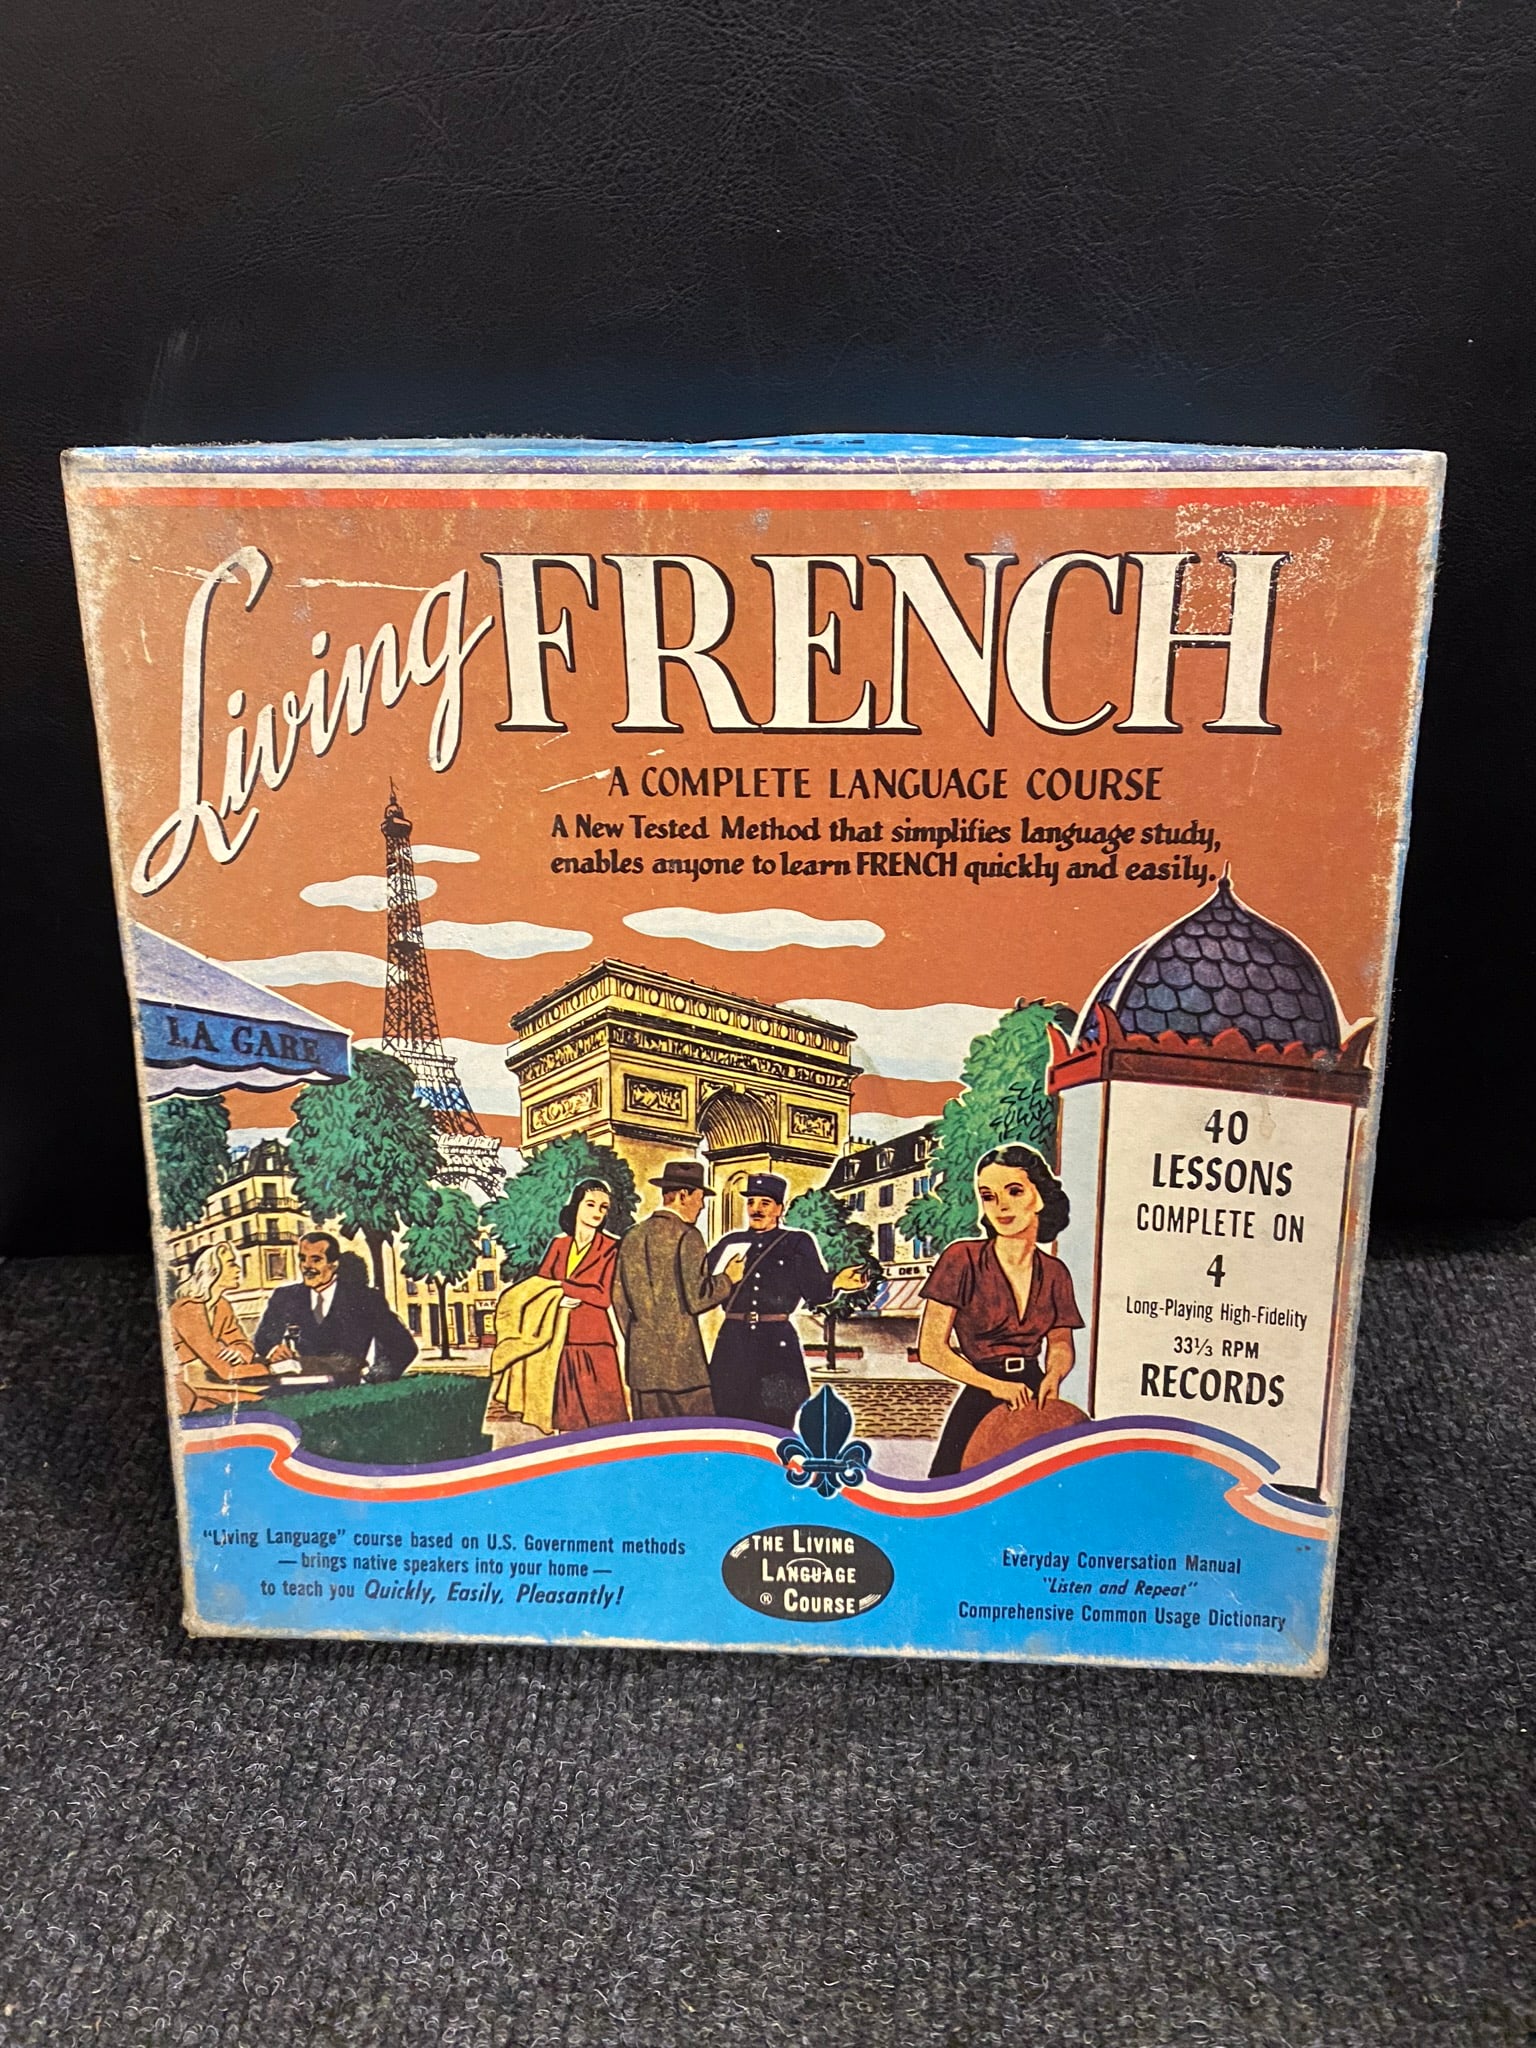 Living FRENCH
A COMPLETE LANGUAGE COURSE
A New Tested Method that simplifies language study,
enables anyone to learn FRENCH quickly and easily.
LA GARE
40
LESSONS
COMPLETE ON
4
Long-Playing High-Fidelity
33⅓ RPM
RECORDS
"Living Language" course based on U.S. Government methods
—brings native speakers into your home—
to teach you Quickly, Easily, Pleasantly!
THE LIVING
LANGUAGE
® COURSE
Everyday Conversation Manual
"Listen and Repeat"
Comprehensive Common Usage Dictionary